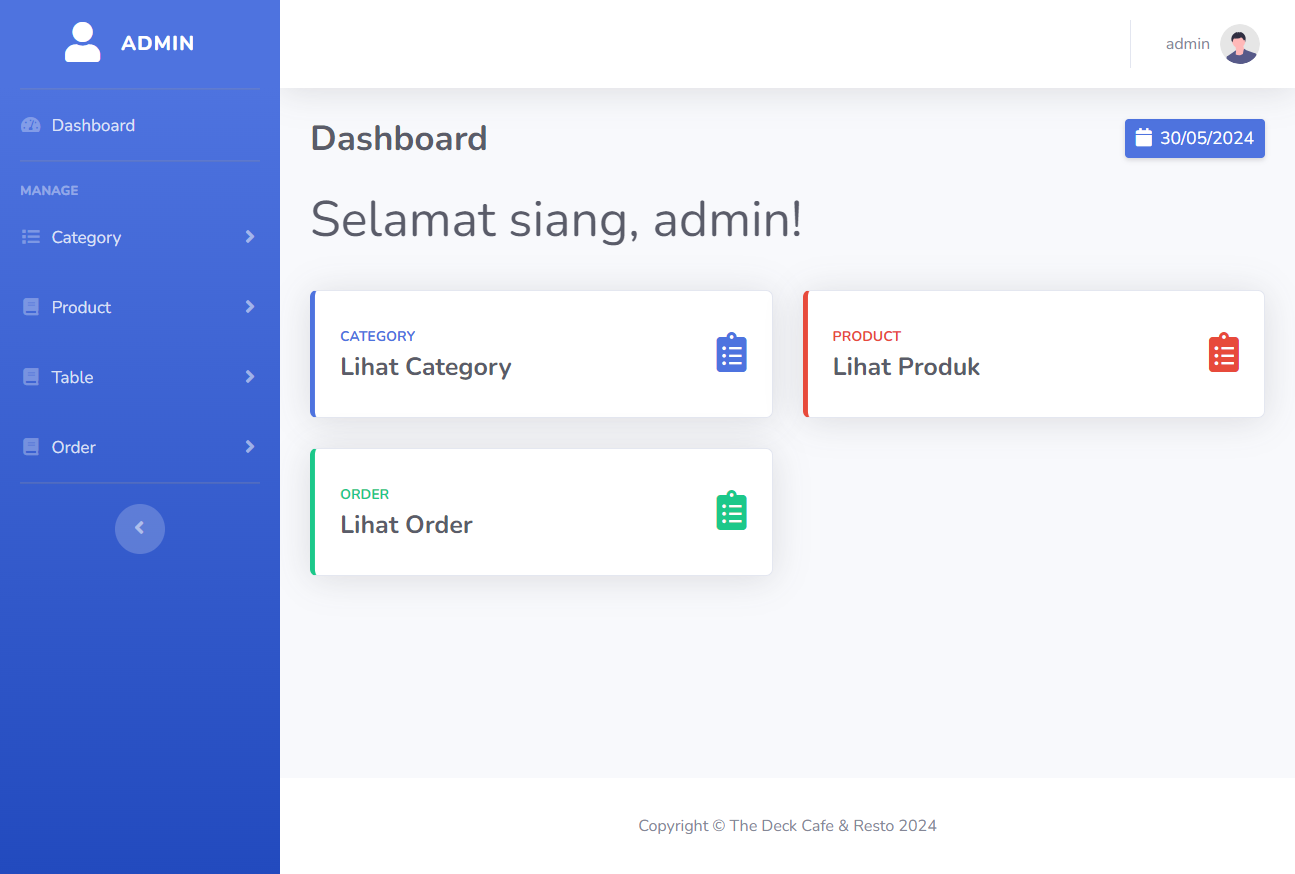 ADMIN
Dashboard
MANAGE
Category
Product
Table
Order
admin
Dashboard
30/05/2024
Selamat siang, admin!
CATEGORY
Lihat Category
PRODUCT
Lihat Produk
ORDER
Lihat Order
Copyright © The Deck Cafe & Resto 2024